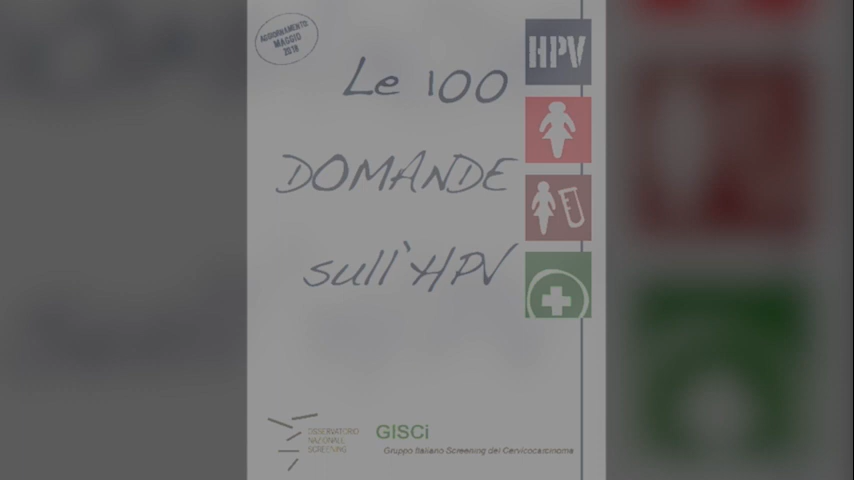 AGGIORNAMENTO
MAGGIO
2018
HPV
Le 100
DOMANDE
sull'HPV
OSSERVATORIO
NAZIONALE
SCREENING
GISCi
Gruppo Italiano Screening del Cervicocarcinoma